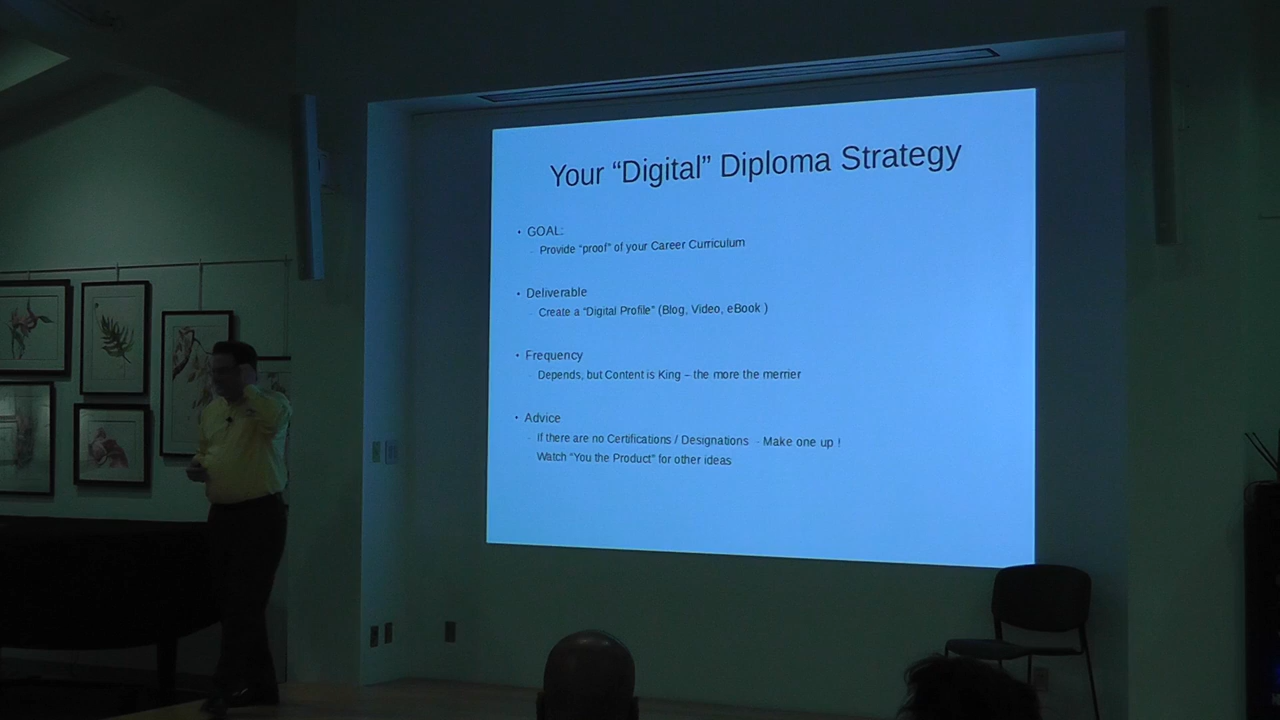 Your “Digital” Diploma Strategy
• GOAL:
- Provide “proof” of your Career Curriculum
• Deliverable
- Create a “Digital Profile” (Blog, Video, eBook )
• Frequency
- Depends, but Content is King – the more the merrier
• Advice
- If there are no Certifications / Designations - Make one up !
Watch “You the Product” for other ideas